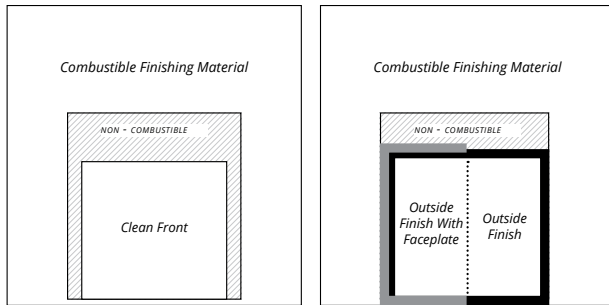 Combustible Finishing Material
NON - COMBUSTIBLE
Clean Front
Combustible Finishing Material
NON - COMBUSTIBLE
Outside
Finish With
Faceplate
Outside
Finish